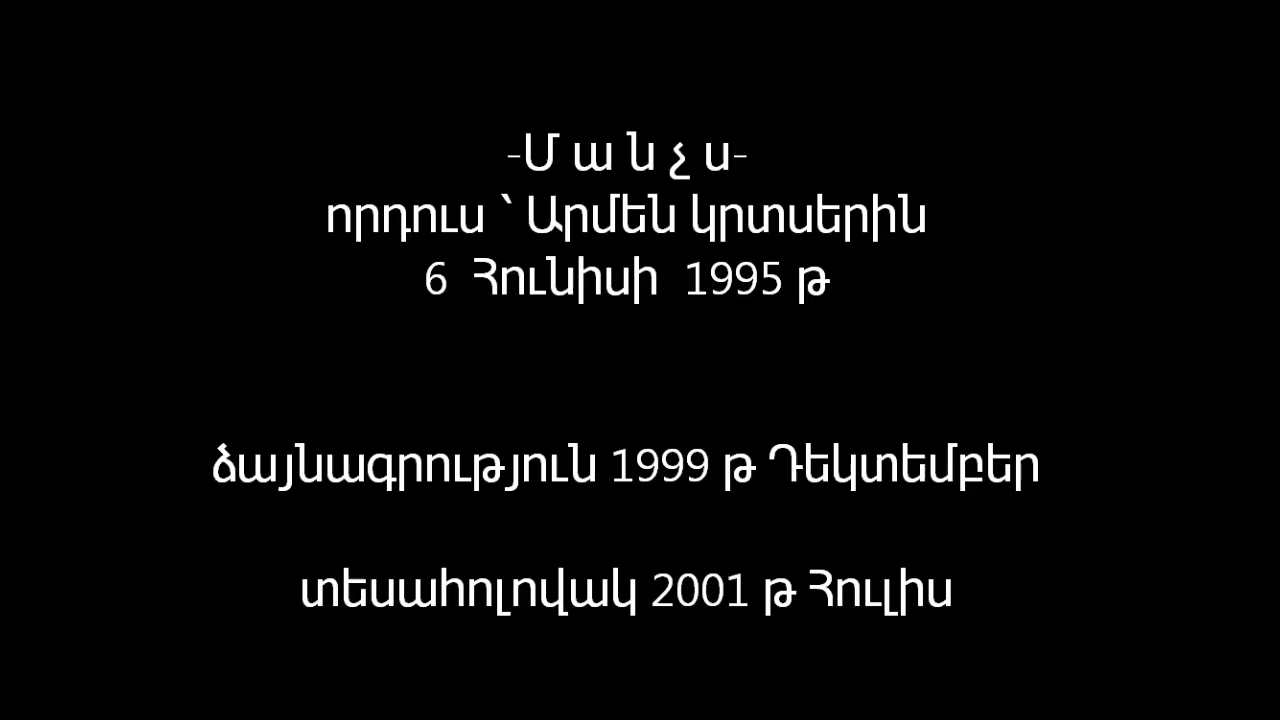 -Մ ա ն չ ս-
որդուս ՝ Արմեն կրտսերին
6 Հունիսի 1995 թ
ձայնագրություն 1999 թ Դեկտեմբեր
տեսահոլովակ 2001 թ Հուլիս